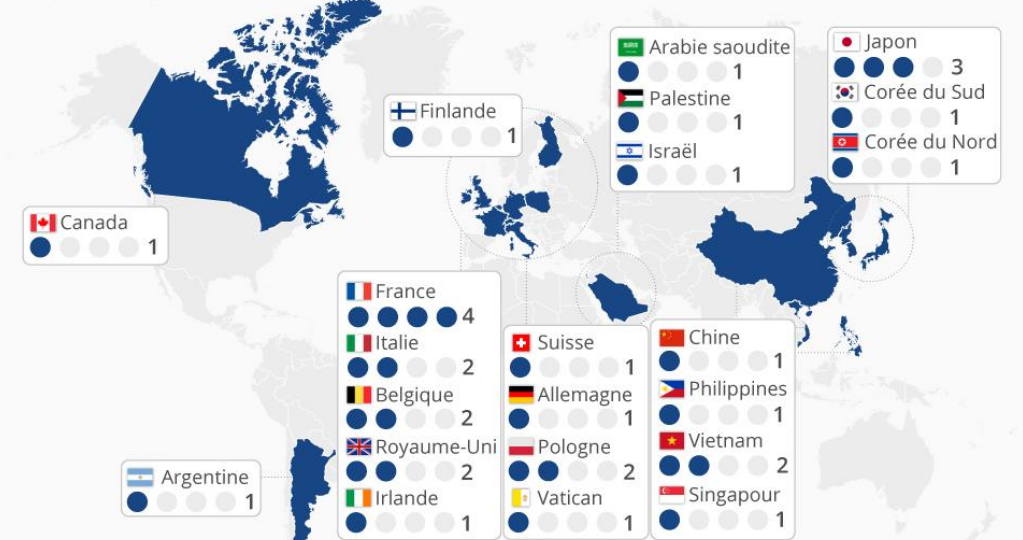 Canada
1
Finlande
1
Arabie saoudite
1
Palestine
1
Israël
1
Japon
3
Corée du Sud
1
Corée du Nord
1
France
4
Italie
2
Belgique
2
Royaume-Uni
2
Irlande
1
Suisse
1
Allemagne
1
Pologne
2
Vatican
1
Chine
1
Philippines
1
Vietnam
2
Singapour
1
Argentine
1